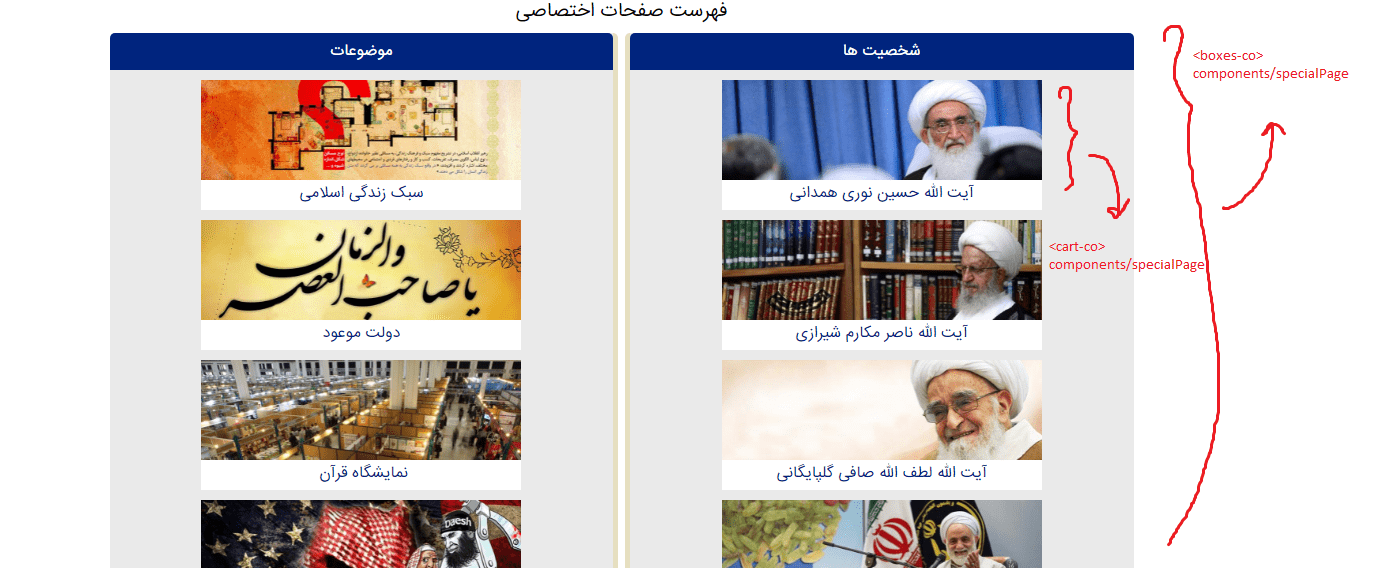 فهرست صفحات اختصاصی
شخصیت ها
آیت الله حسین نوری همدانی
آیت الله ناصر مکارم شیرازی
آیت الله لطف الله صافی گلپایگانی
موضوعات
سبک زندگی اسلامی
والزمان
یا صاحب العصر
دولت موعود
نمایشگاه قرآن
Daesh
<boxes-co>
components/specialPage
<cart-co>
components/specialPage